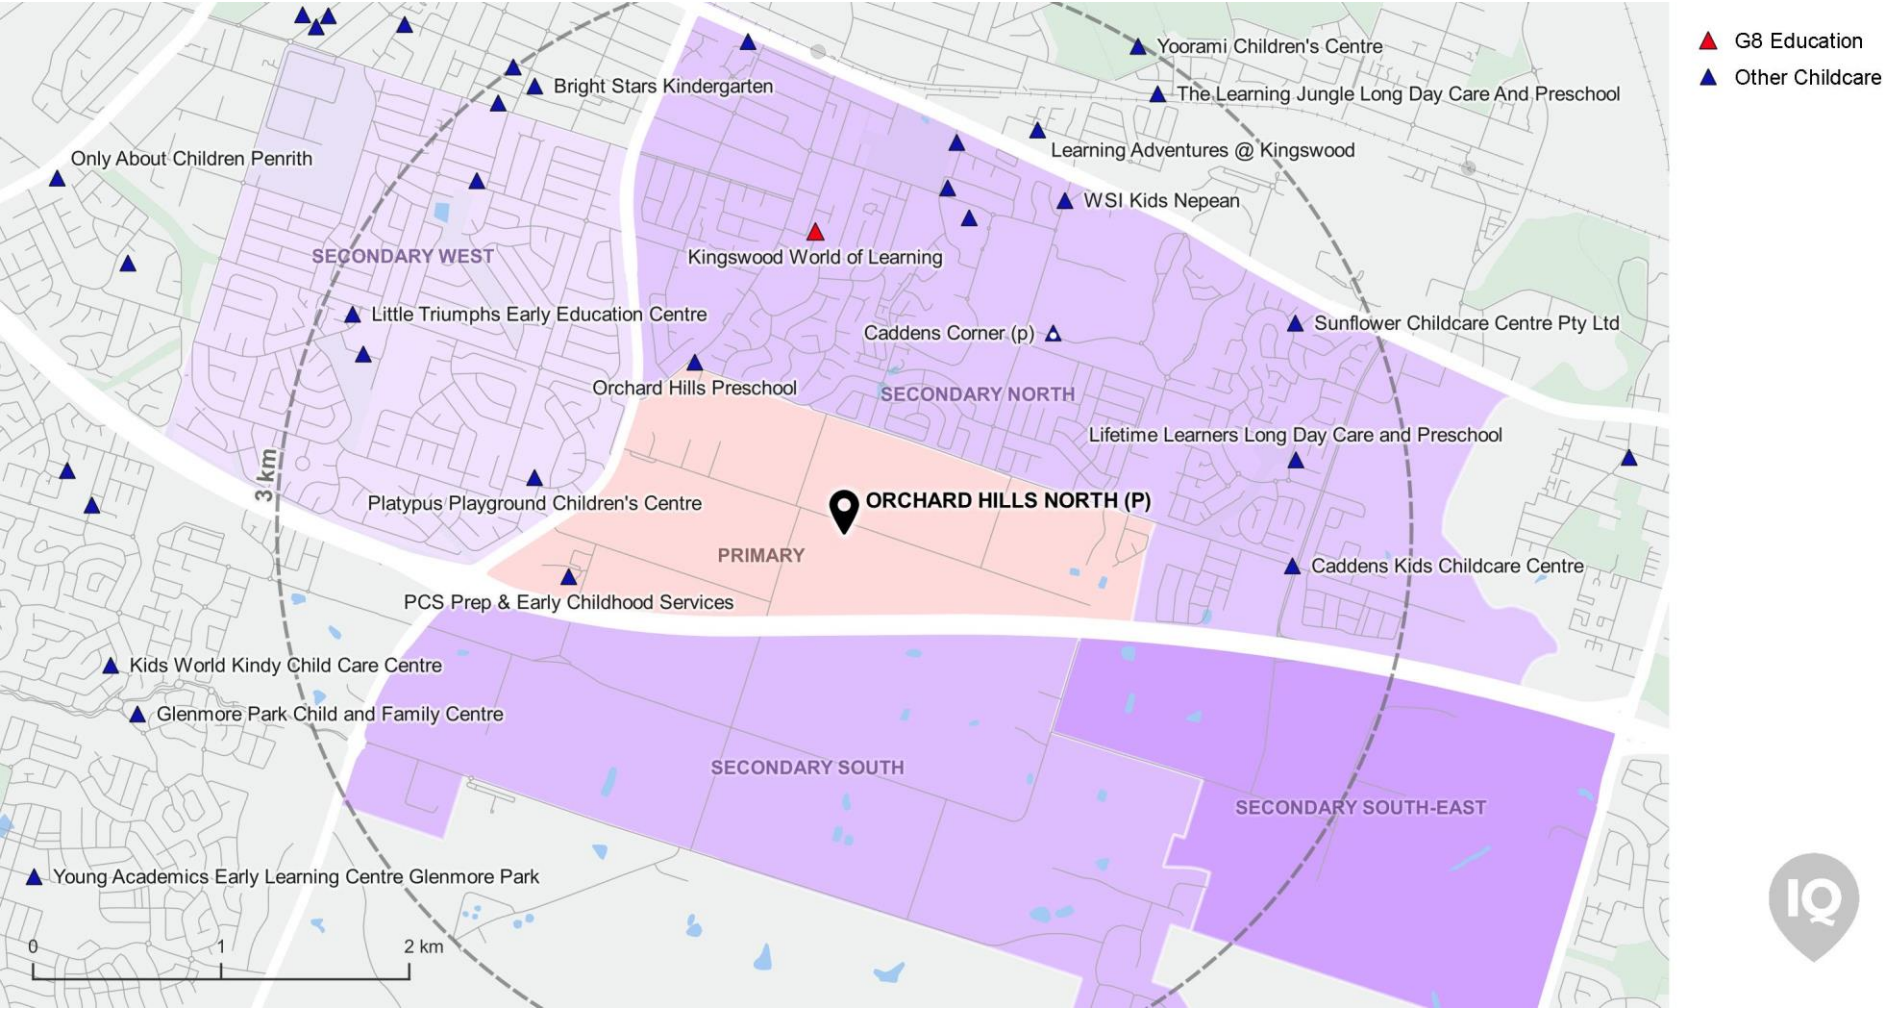 G8 Education
Other Childcare
Yoorami Children's Centre
Bright Stars Kindergarten
The Learning Jungle Long Day Care And Preschool
Only About Children Penrith
Learning Adventures @ Kingswood
WSI Kids Nepean
SECONDARY WEST
Kingswood World of Learning
Little Triumphs Early Education Centre
Caddens Corner (p)
Sunflower Childcare Centre Pty Ltd
Orchard Hills Preschool
SECONDARY NORTH
Lifetime Learners Long Day Care and Preschool
3 km
Platypus Playground Children's Centre
ORCHARD HILLS NORTH (P)
PRIMARY
Caddens Kids Childcare Centre
PCS Prep & Early Childhood Services
Kids World Kindy Child Care Centre
Glenmore Park Child and Family Centre
SECONDARY SOUTH
SECONDARY SOUTH-EAST
Young Academics Early Learning Centre Glenmore Park
IQ
0 1 2 km